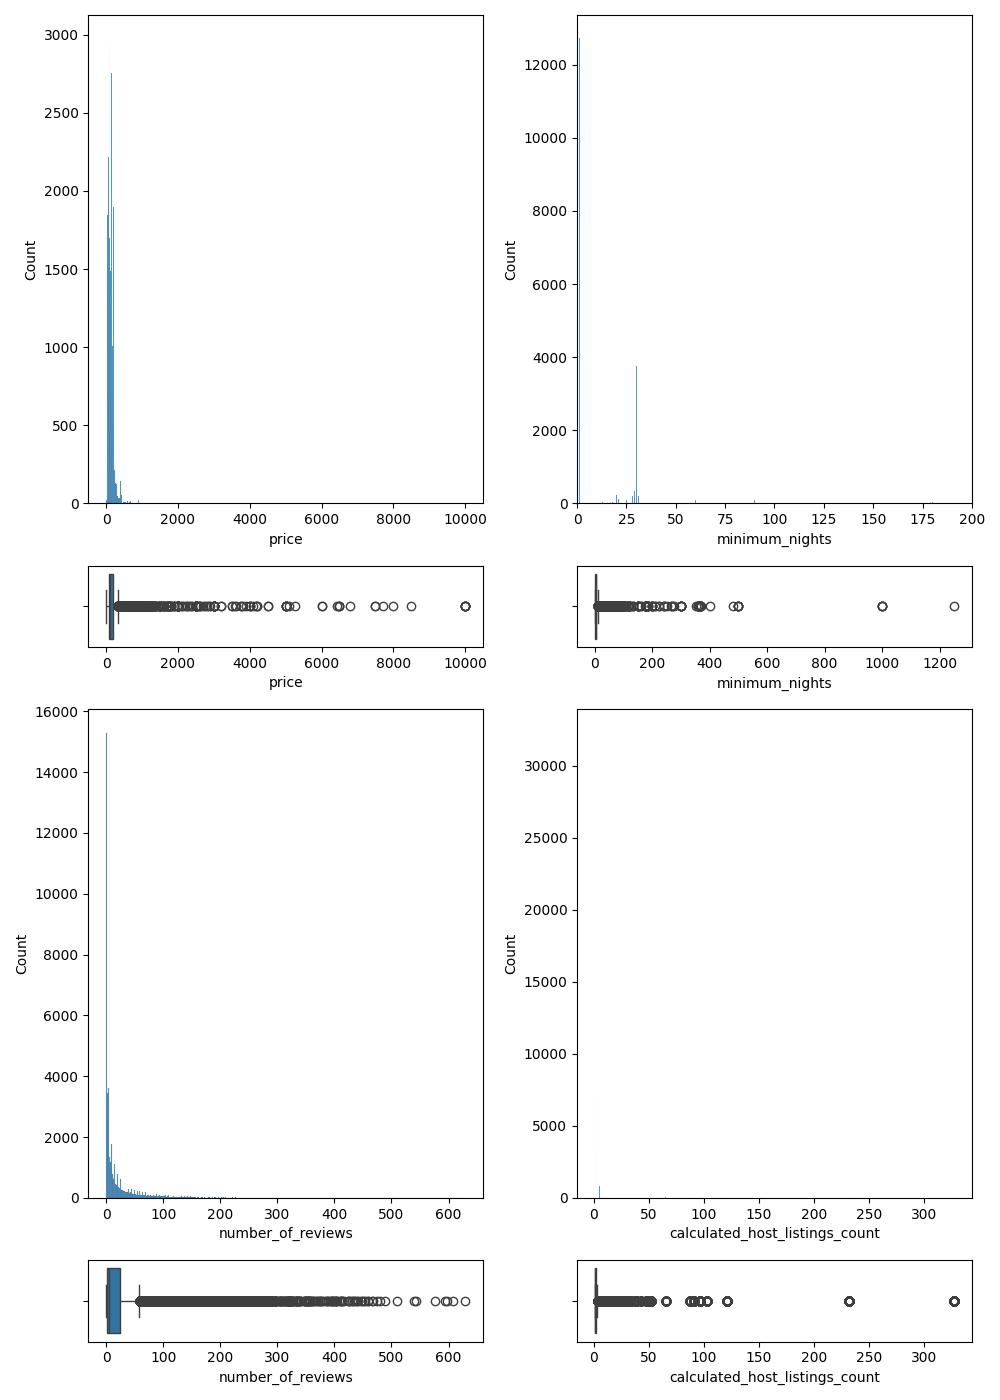 3000
2500
2000
1500
1000
500
0
Count
0 2000 4000 6000 8000 10000
price
12000
10000
8000
6000
4000
2000
0
Count
0 25 50 75 100 125 150 175 200
minimum_nights
0 2000 4000 6000 8000 10000
price
0 200 400 600 800 1000 1200
minimum_nights
16000
14000
12000
10000
8000
6000
4000
2000
0
Count
0 100 200 300 400 500 600
number_of_reviews
30000
25000
20000
15000
10000
5000
0
Count
0 50 100 150 200 250 300
calculated_host_listings_count
0 100 200 300 400 500 600
number_of_reviews
0 50 100 150 200 250 300
calculated_host_listings_count